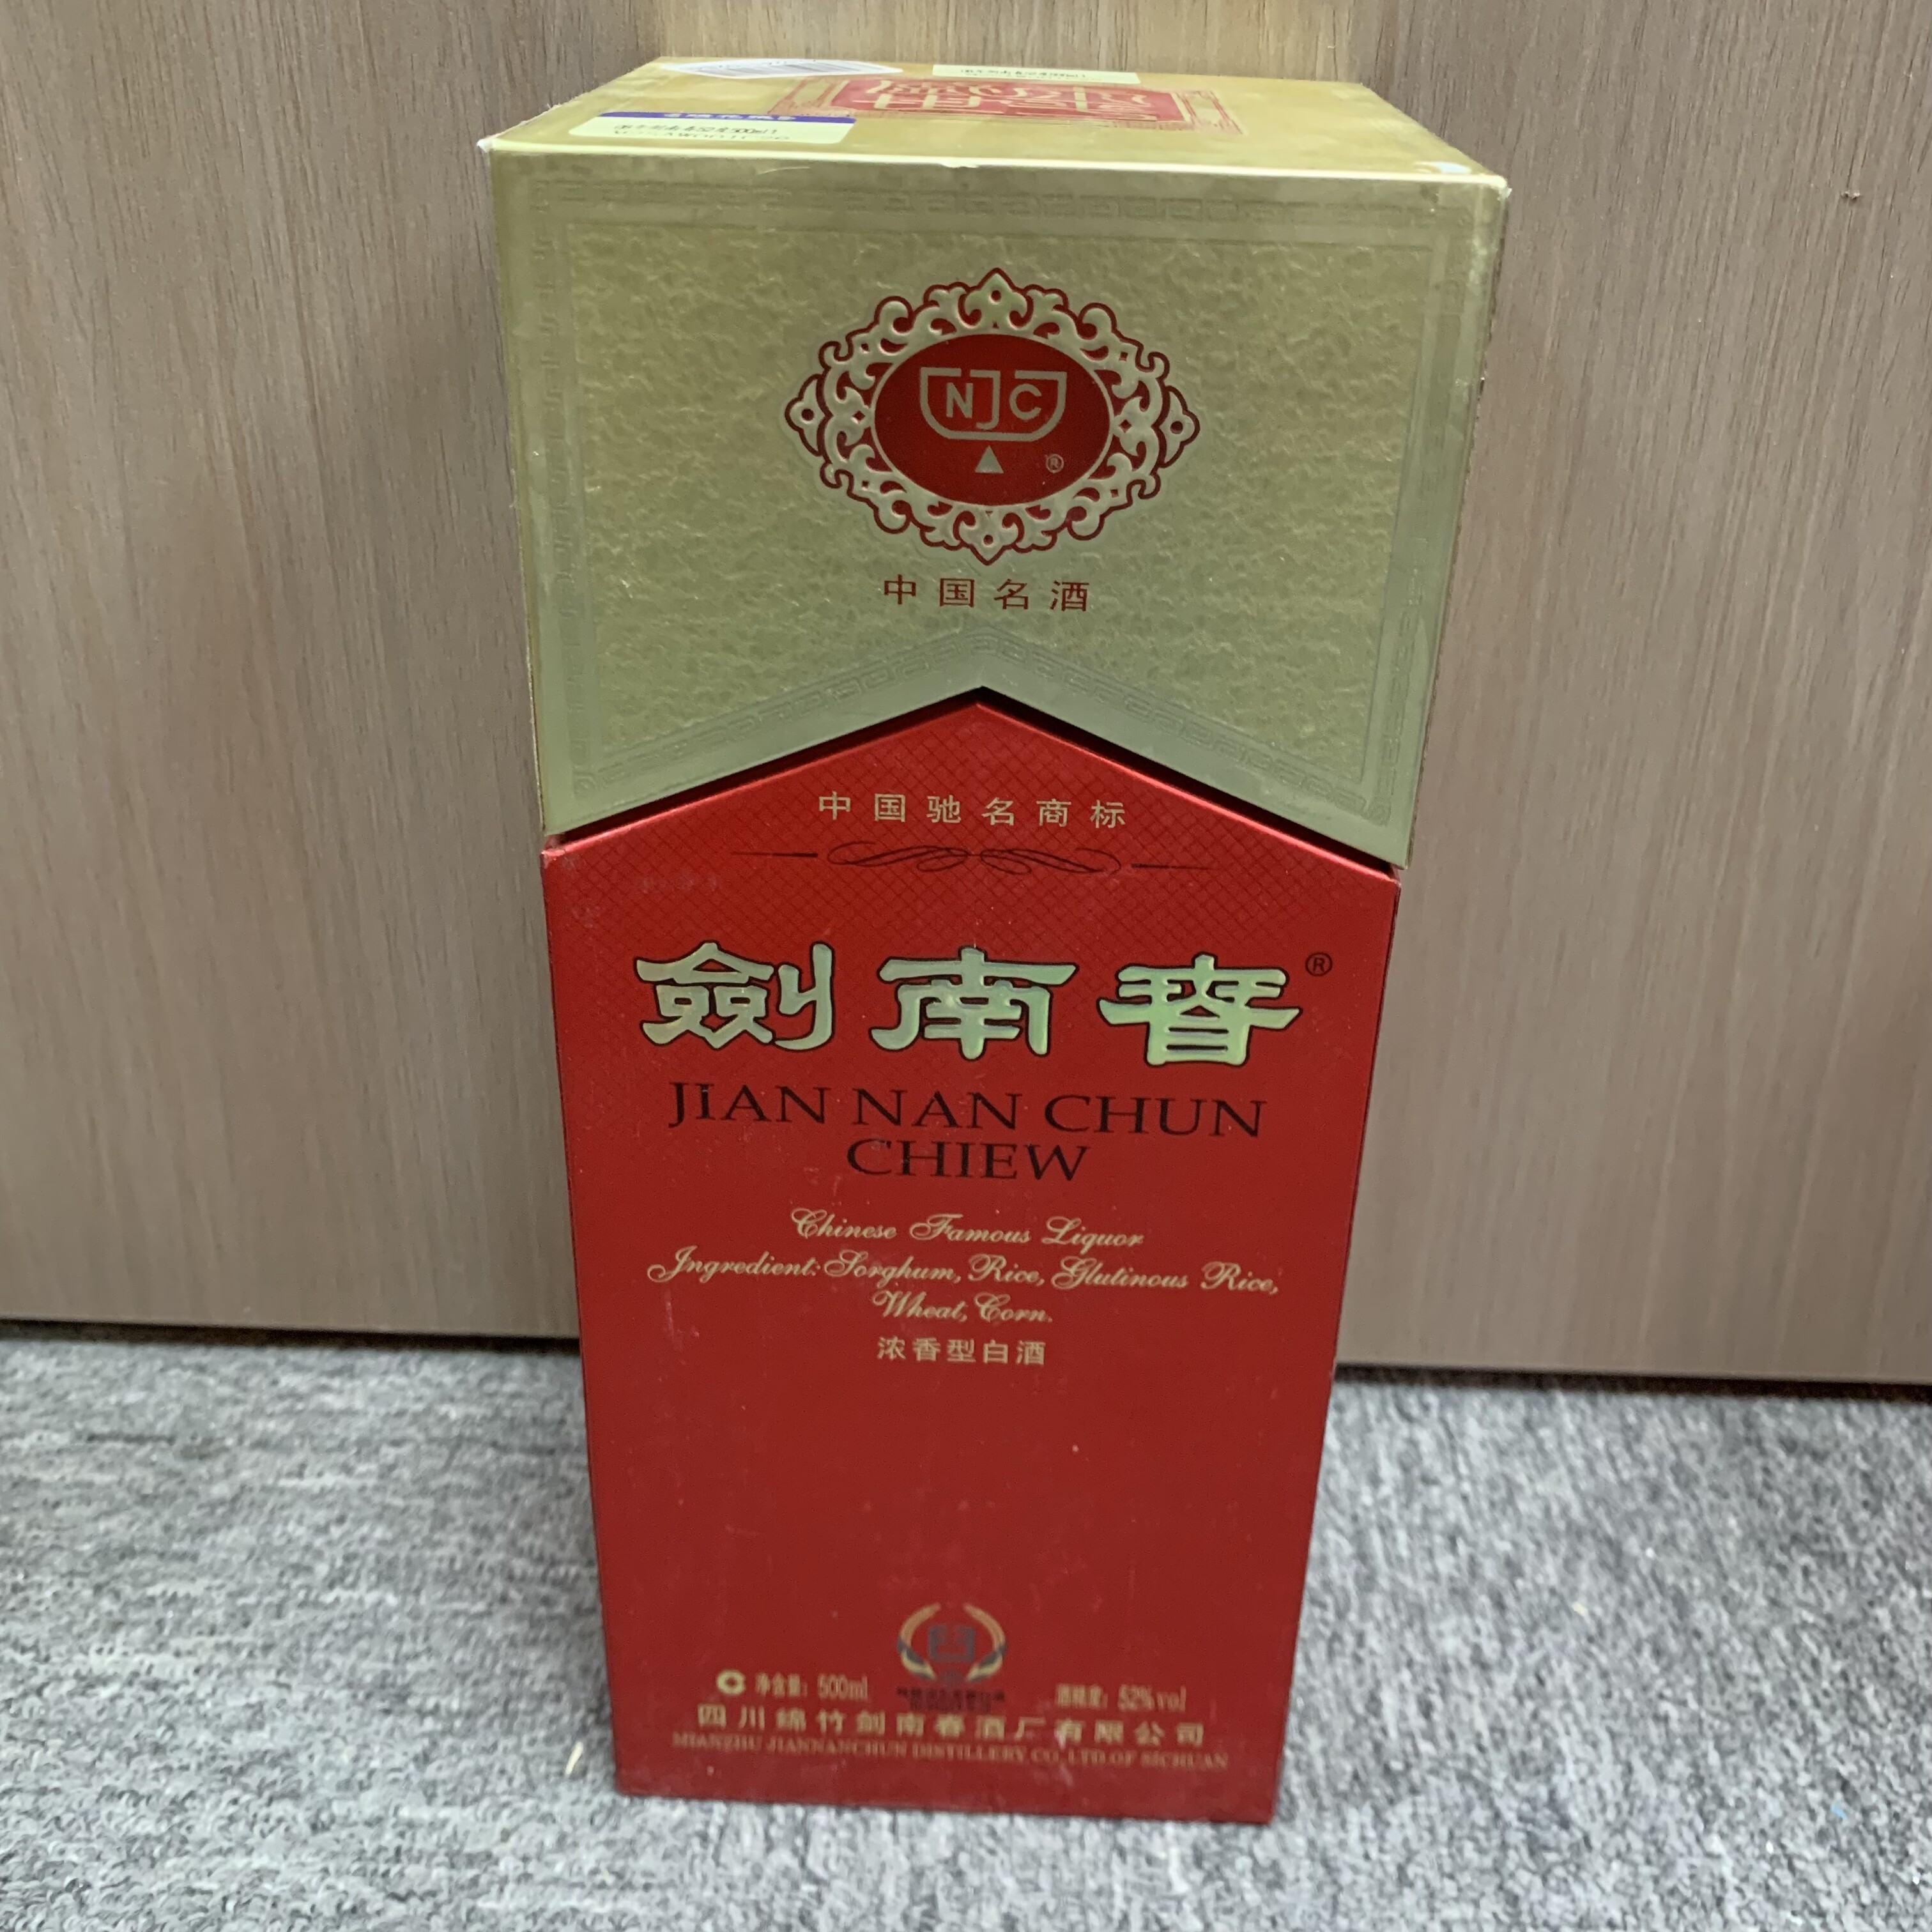 NJC
®
中国名酒
中国驰名商标
劍南春®
JIAN NAN CHUN
CHIEW
Chinese Famous Liquor
Ingredient: Sorghum, Rice, Glutinous Rice,
Wheat, Corn.
浓香型白酒
净含量: 500ml 酒精度: 52%vol
四川绵竹剑南春酒厂有限公司
MIANZHU JIANNANCHUN DISTILLERY CO.,LTD.OF SICHUAN